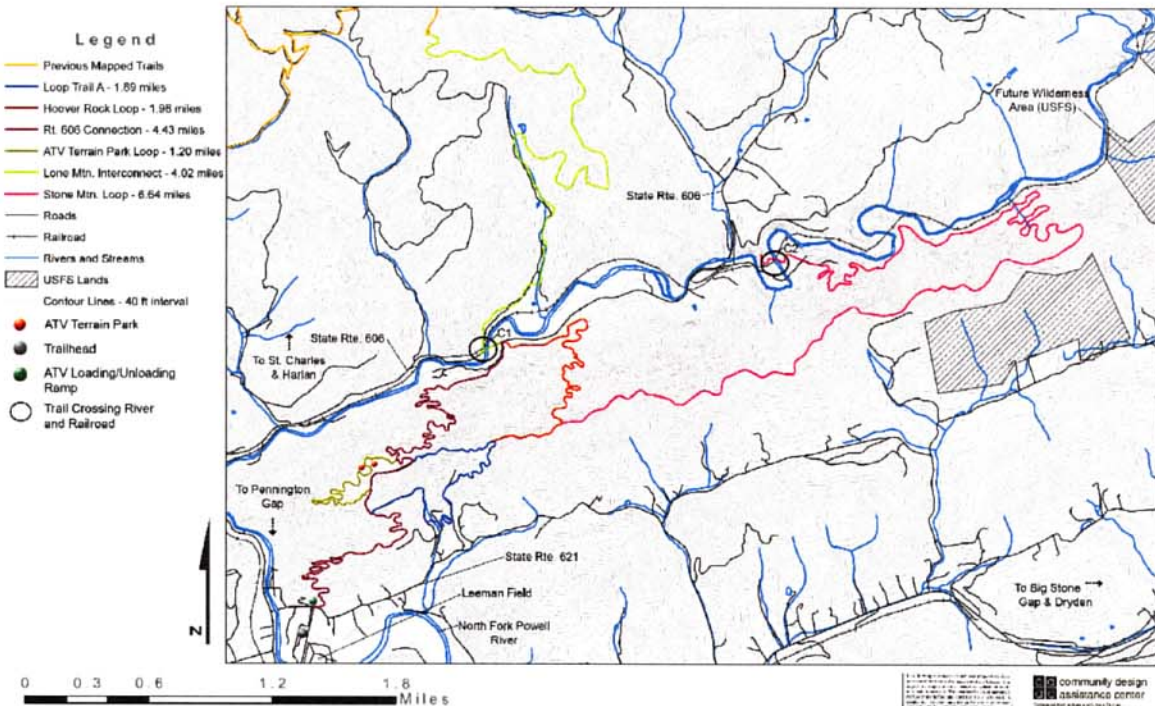 Legend
Previous Mapped Trails
Loop Trail A - 1.89 miles
Hoover Rock Loop - 1.98 miles
Rt. 606 Connection - 4.43 miles
ATV Terrain Park Loop - 1.20 miles
Lone Mtn. Interconnect - 4.02 miles
Stone Mtn. Loop - 6.64 miles
Roads
Railroad
Rivers and Streams
USFS Lands
Contour Lines - 40 ft interval
ATV Terrain Park
Trailhead
ATV Loading/Unloading
Ramp
Trail Crossing River
and Railroad
Future Wilderness
Area (USFS)
State Rte. 606
C2
C1
State Rte. 606
To St. Charles
& Harlan
To Pennington
Gap
State Rte. 621
Leeman Field
North Fork Powell
River
To Big Stone
Gap & Dryden
N
0 0.3 0.6 1.2 1.8
Miles
community design
assistance center